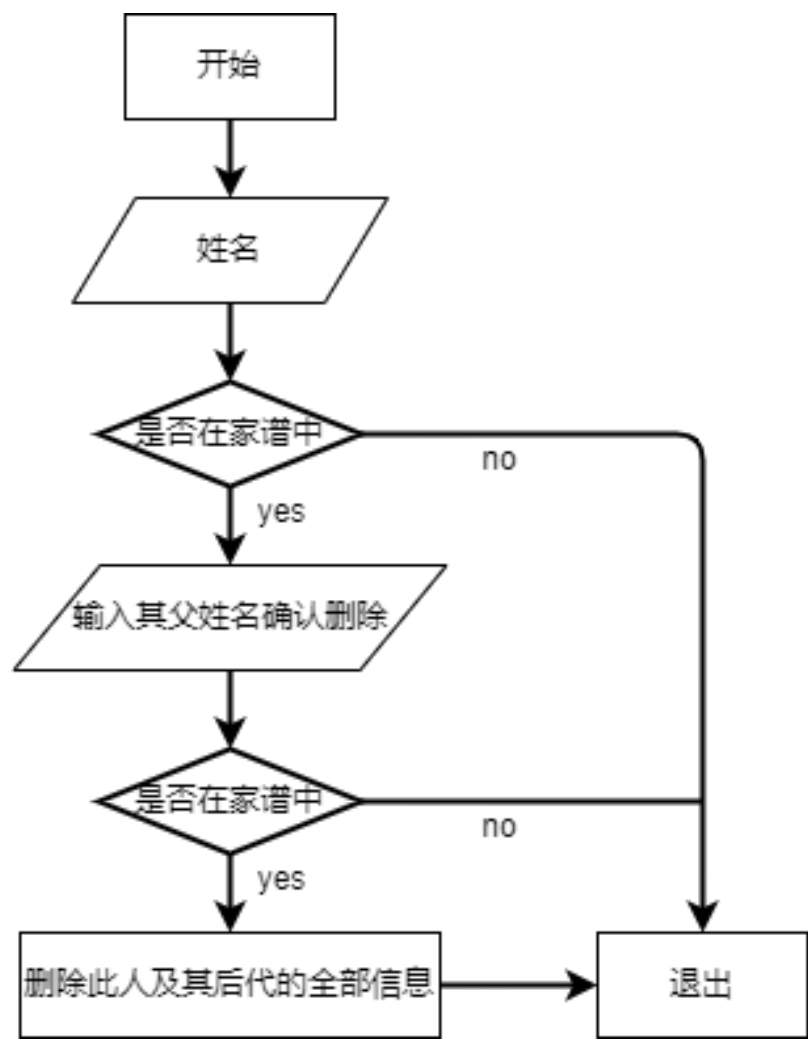 开始
姓名
是否在家谱中
no
yes
输入其父姓名确认删除
是否在家谱中
no
yes
删除此人及其后代的全部信息
退出